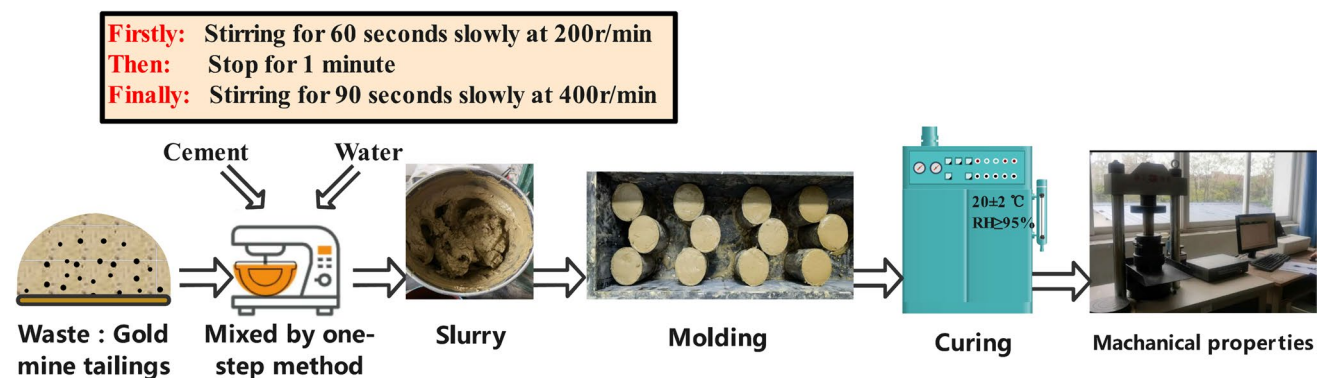 Firstly: Stirring for 60 seconds slowly at 200r/min
Then: Stop for 1 minute
Finally: Stirring for 90 seconds slowly at 400r/min
Cement
Water
20±2 ℃
RH≥95%
Waste : Gold
mine tailings
Mixed by one-
step method
Slurry
Molding
Curing
Machanical properties